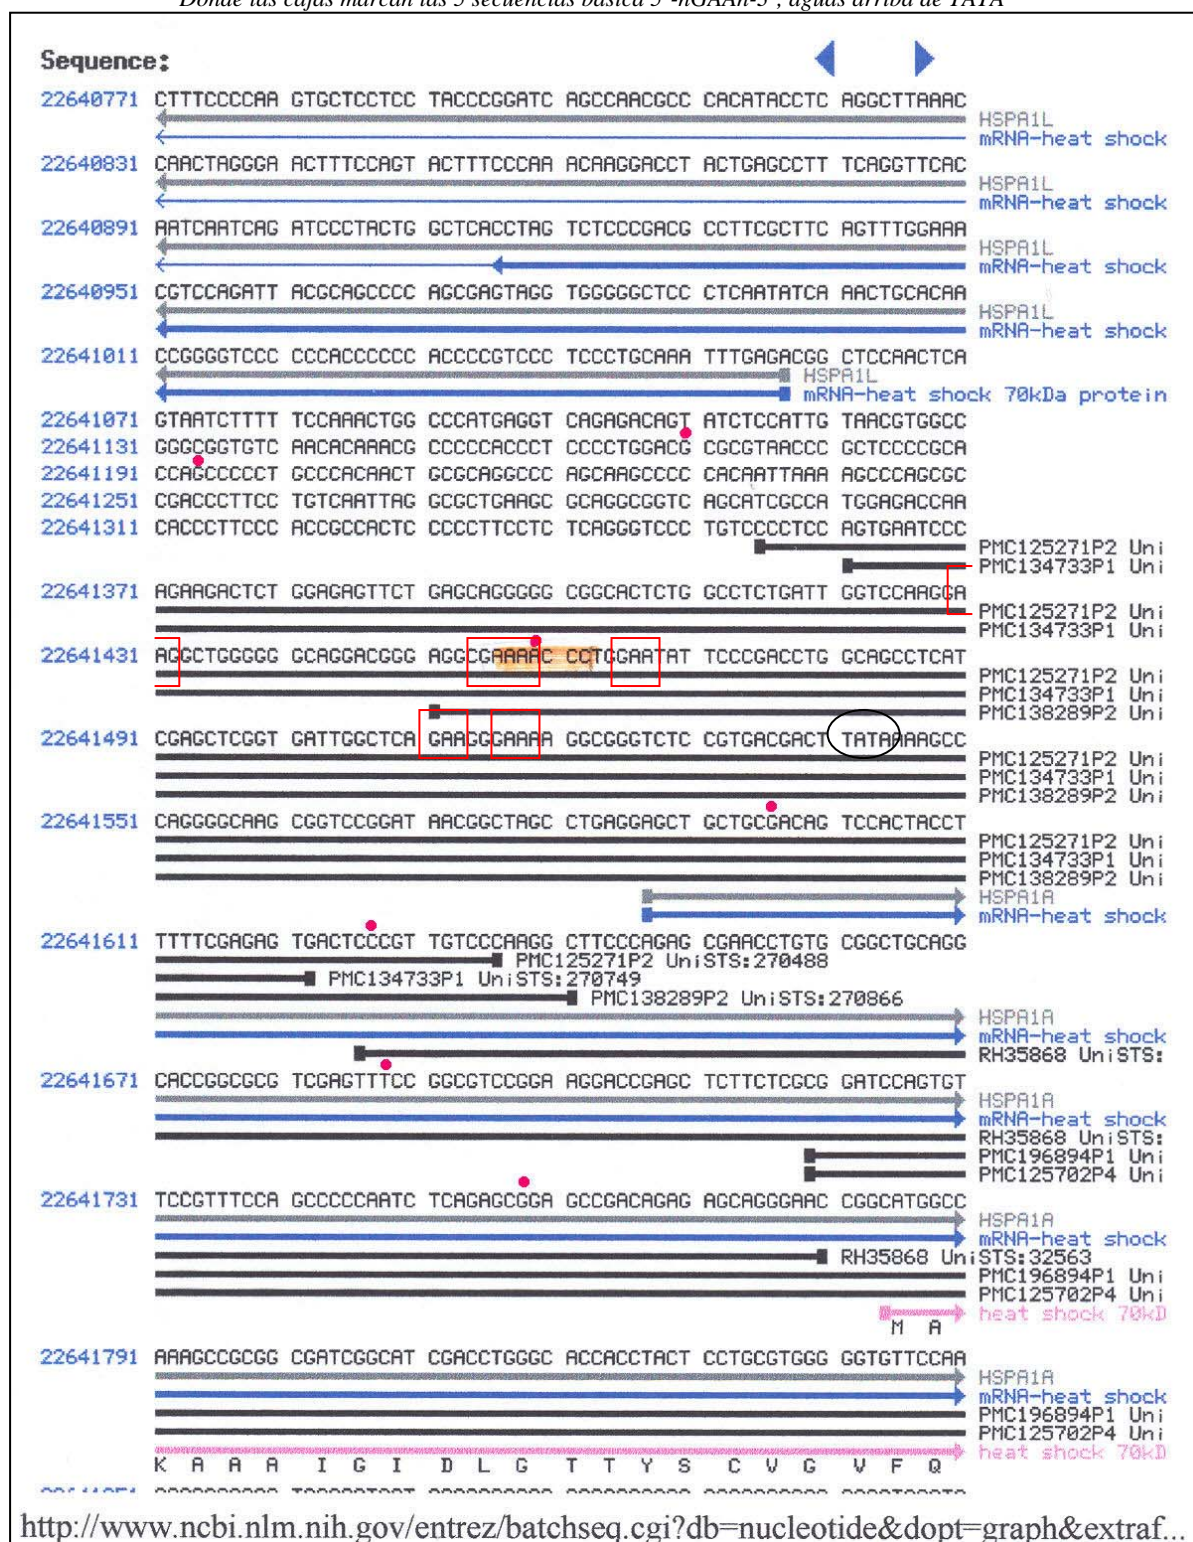 Donde las cajas marcan las 5 secuencias básica 5'-nGAAn-3', aguas arriba de TATA
Sequence:
22640771 CTTTCCCCAA GTGCTCCTCC TACCCGGATC AGCCAACGCC CACATACCTC AGGCTTAAAC
HSPA1L
mRNA-heat shock
22640831 CAACTAGGGA ACTTTCCAGT ACTTTCCCAA ACAAGGACCT ACTGAGCCTT TCAGGTTCAC
HSPA1L
mRNA-heat shock
22640891 AATCAATCAG ATCCCTACTG GCTCACCTAG TCTCCCGACG CCTTCGCTTC AGTTTGGAAA
HSPA1L
mRNA-heat shock
22640951 CGTCCAGATT ACGCAGCCCC AGCGAGTAGG TGGGGGCTCC CTCAATATCA AACTGCACAA
HSPA1L
mRNA-heat shock
22641011 CCGGGGTCCC CCCACCCCCC ACCCCGTCCC TCCCTGCAAA TTTGAGACGG CTCCAACTCA
HSPA1L
mRNA-heat shock 70kDa protein
22641071 GTAATCTTTT TCCAAACTGG CCCATGAGGT CAGAGACAGT ATCTCCATTG TAACGTGGCC
22641131 GGGCGGTGTC AACACAAACG CCCCCACCCT CCCCTGGACG CGCGTAACCC GCTCCCCGCA
22641191 CCAGCCCCCT GCCCACAACT GCGCAGGCCC AGCAAGCCCC CACAATTAAA AGCCCAGCGC
22641251 CGACCCTTCC TGTCAATTAG GCGCTGAAGC GCAGGCGGTC AGCATCGCCA TGGAGACCAA
22641311 CACCCTTCCC ACCGCCACTC CCCCTTCCTC TCAGGGTCCC TGTCCCCTCC AGTGAATCCC
PMC125271P2 Uni
PMC134733P1 Uni
22641371 AGAAGACTCT GGAGAGTTCT GAGCAGGGGG CGGCACTCTG GCCTCTGATT GGTCCAAGGA
PMC125271P2 Uni
PMC134733P1 Uni
22641431 AGGCTGGGGG GCAGGACGGG AGGCGAAAAC CCCTGGAATAT TCCCGACCTG GCAGCCTCAT
PMC125271P2 Uni
PMC134733P1 Uni
PMC138289P2 Uni
22641491 CGAGCTCGGT GATTGGCTCA GAAGGGAAAA GGCGGGTCTC CGTGACGACT TATAAAAGCC
PMC125271P2 Uni
PMC134733P1 Uni
PMC138289P2 Uni
22641551 CAGGGGCAAG CGGTCCGGAT AACGGCTAGC CTGAGGAGCT GCTGCGACAG TCCACTACCT
PMC125271P2 Uni
PMC134733P1 Uni
PMC138289P2 Uni
HSPA1A
mRNA-heat shock
22641611 TTTTCGAGAG TGACTCCCGT TGTCCCAAGG CTTCCCAGAG CGAACCTGTG CGGCTGCAGG
PMC125271P2 UniSTS:270488
PMC134733P1 UniSTS:270749
PMC138289P2 UniSTS:270866
HSPA1A
mRNA-heat shock
RH35868 UniSTS:
22641671 CACCGGCGCG TCGAGTTTCC GGCGTCCGGA AGGACCGAGC TCTTCTCGCG GATCCAGTGT
HSPA1A
mRNA-heat shock
RH35868 UniSTS:
PMC196894P1 Uni
PMC125702P4 Uni
22641731 TCCGTTTCCA GCCCCCAATC TCAGAGCGGA GCCGACAGAG AGCAGGGAAC CGGCATGGCC
HSPA1A
mRNA-heat shock
RH35868 UniSTS:32563
PMC196894P1 Uni
PMC125702P4 Uni
heat shock 70kD
M A
22641791 AAAGCCGCGG CGATCGGCAT CGACCTGGGC ACCACCTACT CCTGCGTGGG GGTGTTCCAA
HSPA1A
mRNA-heat shock
PMC196894P1 Uni
PMC125702P4 Uni
heat shock 70kD
K A A A I G I D L G T T Y S C V G V F Q
http://www.ncbi.nlm.nih.gov/entrez/batchseq.cgi?db=nucleotide&dopt=graph&extraf...